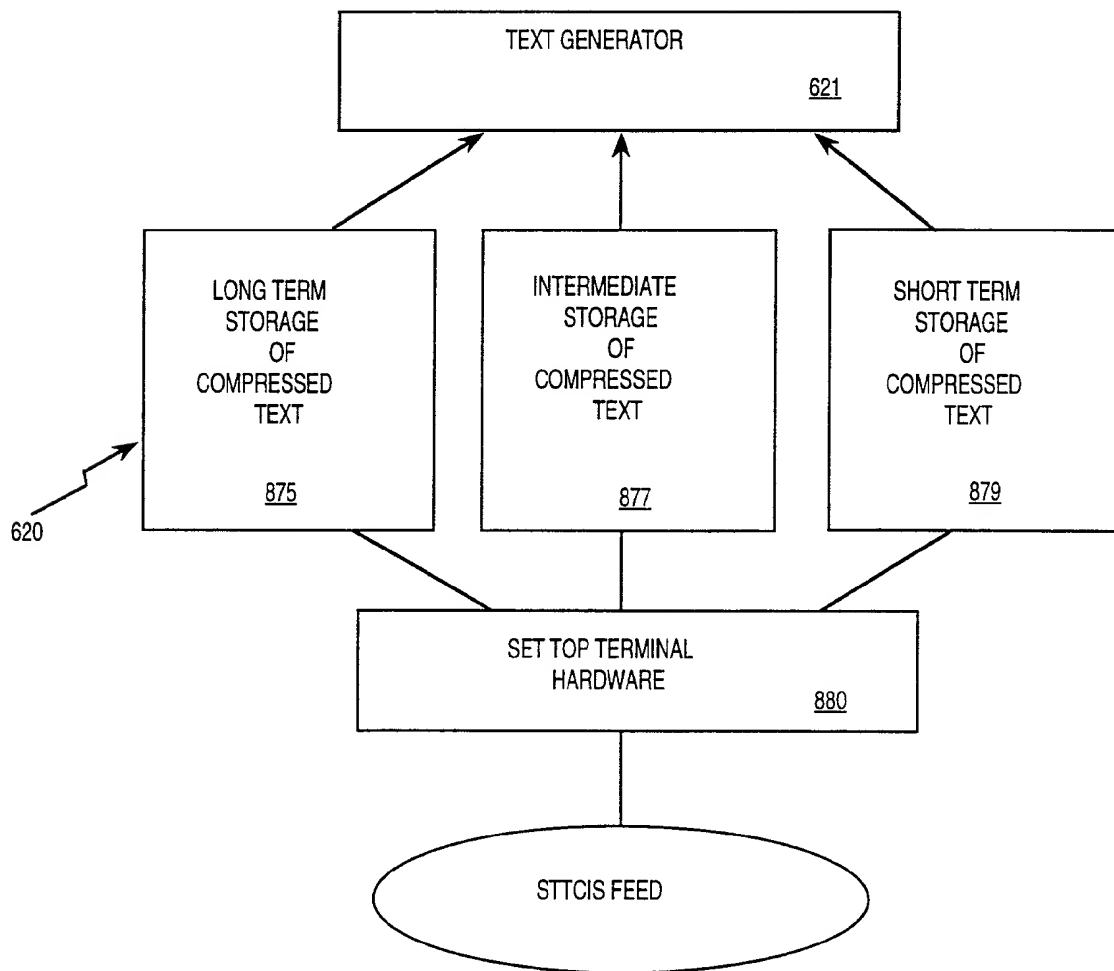 TEXT GENERATOR
621
LONG TERM
STORAGE
OF
COMPRESSED
TEXT
875
INTERMEDIATE
STORAGE
OF
COMPRESSED
TEXT
877
SHORT TERM
STORAGE
OF
COMPRESSED
TEXT
879
620
SET TOP TERMINAL
HARDWARE
880
STTCIS FEED